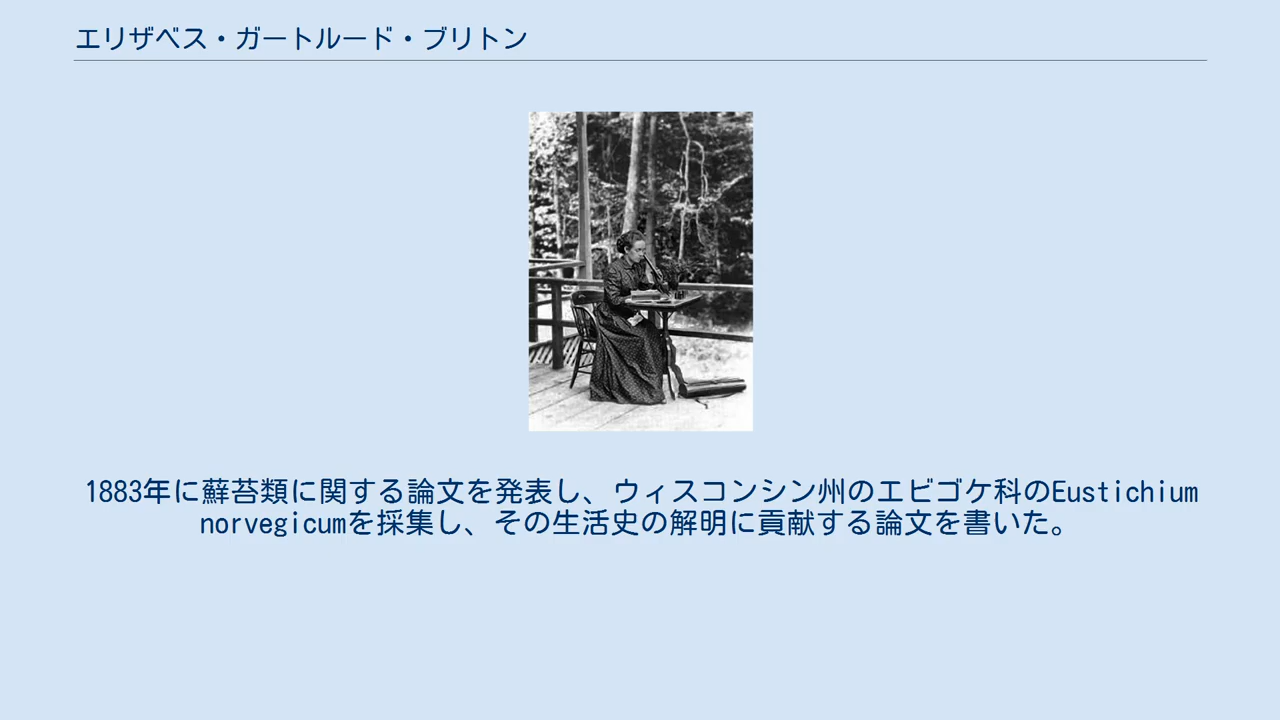 エリザベス・ガートルード・ブリトン
1883年に蘇苔類に関する論文を発表し、ウィスコンシン州のエビゴケ科のEustichium
norvegicumを採集し、その生活史の解明に貢献する論文を書いた。